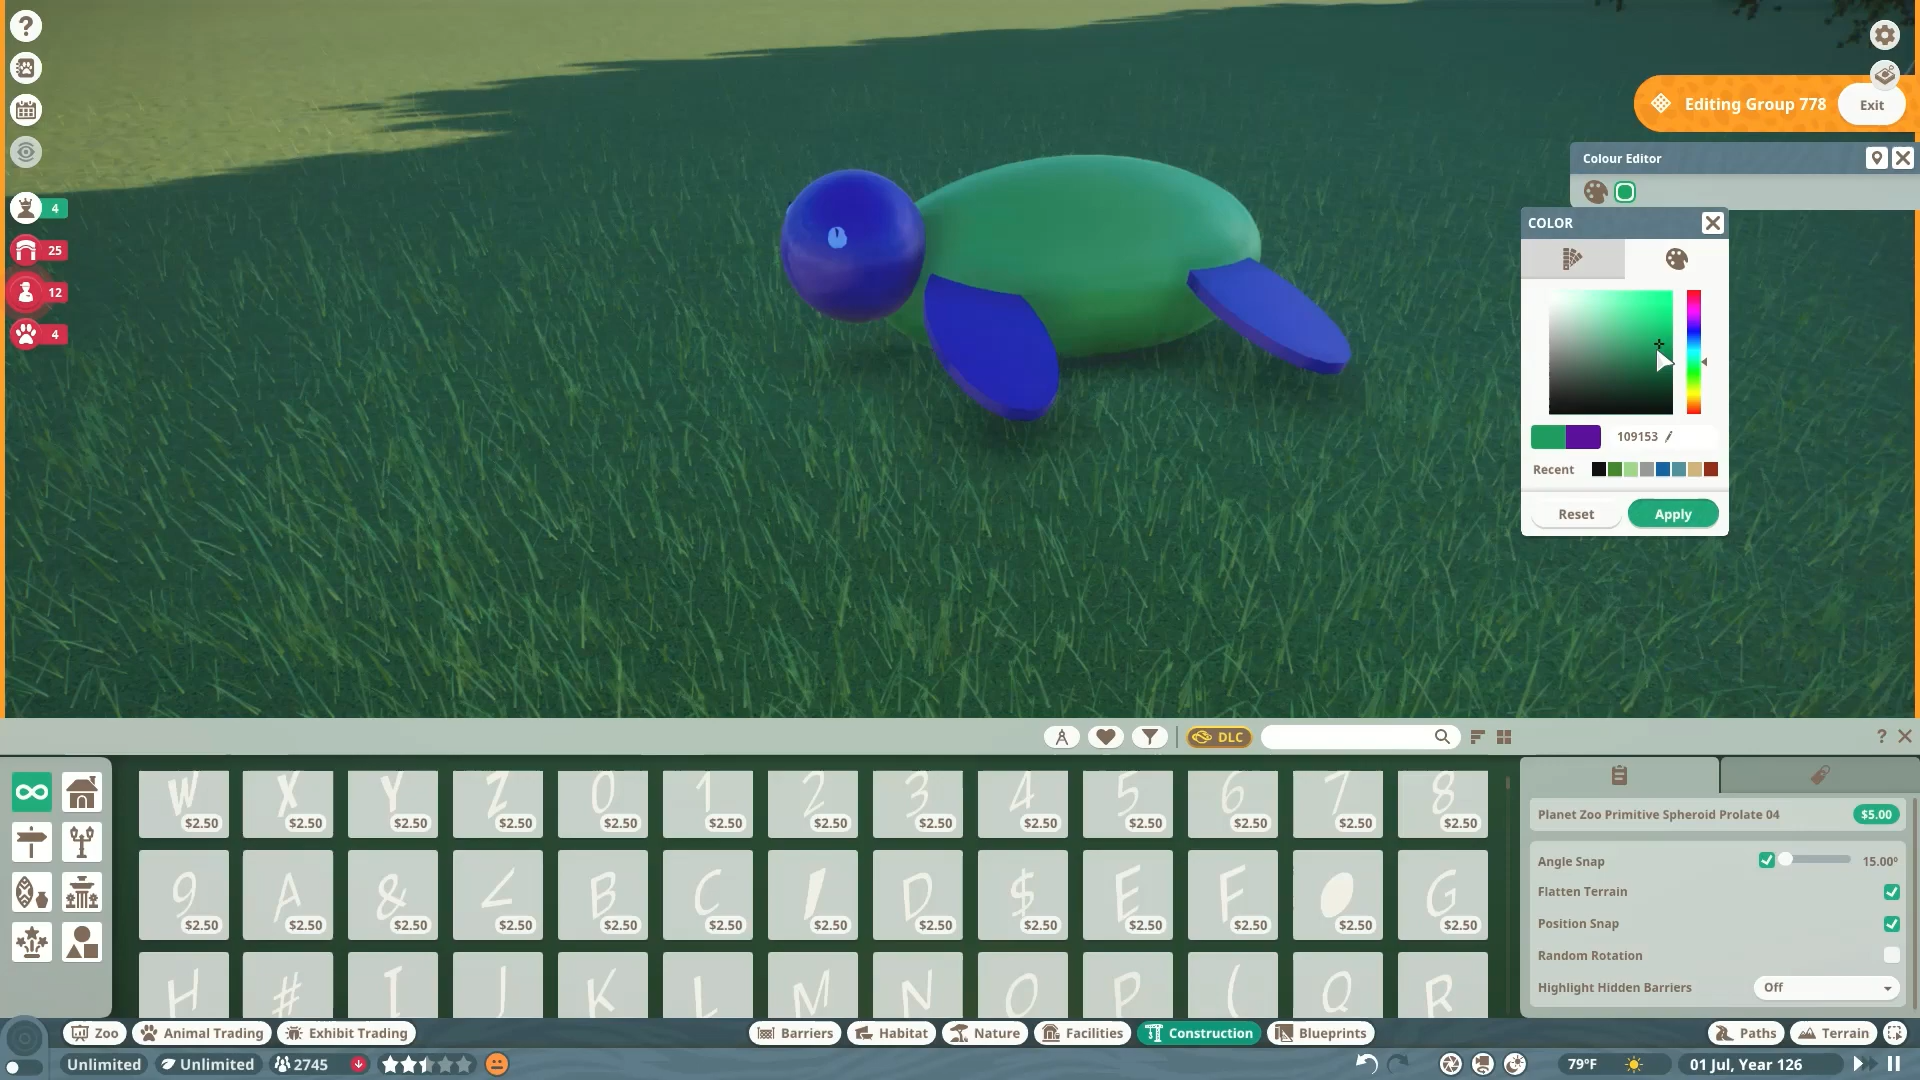 ?
Editing Group 778
Exit
Colour Editor
4
25
12
4
COLOR
109153
Recent
Reset
Apply
DLC
?
W X Y Z 0 1 2 3 4 5 6 7 8
$2.50 $2.50 $2.50 $2.50 $2.50 $2.50 $2.50 $2.50 $2.50 $2.50 $2.50 $2.50 $2.50
9 A & < B C D $ E F G
$2.50 $2.50 $2.50 $2.50 $2.50 $2.50 $2.50 $2.50 $2.50 $2.50 $2.50 $2.50 $2.50
H # I J K L M N O P ( Q R
Planet Zoo Primitive Spheroid Prolate 04
$5.00
Angle Snap
15.00°
Flatten Terrain
Position Snap
Random Rotation
Highlight Hidden Barriers
Off
Zoo
Animal Trading
Exhibit Trading
Barriers
Habitat
Nature
Facilities
Construction
Blueprints
Paths
Terrain
Unlimited
Unlimited
2745
79°F
01 Jul, Year 126